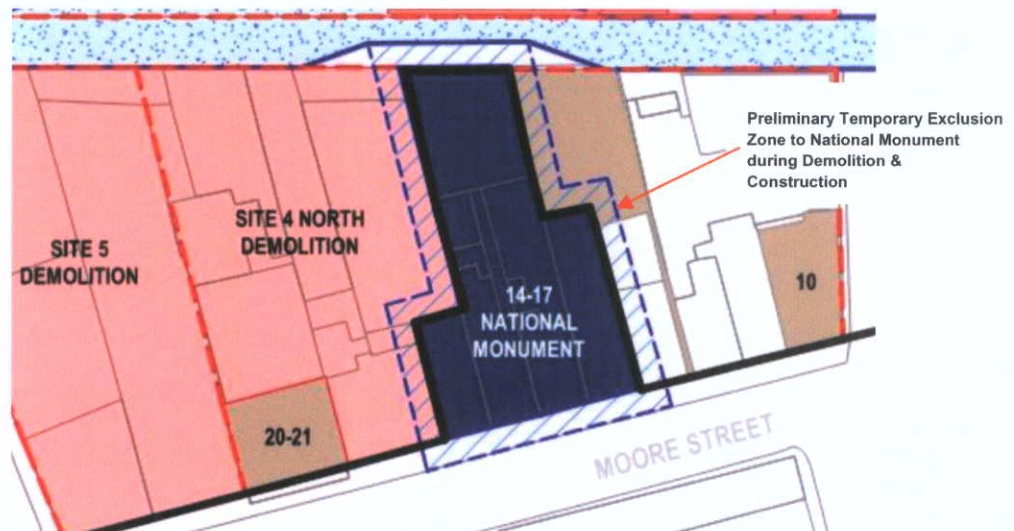 Preliminary Temporary Exclusion
Zone to National Monument
during Demolition &
Construction
SITE 5
DEMOLITION
SITE 4 NORTH
DEMOLITION
14-17
NATIONAL
MONUMENT
10
20-21
MOORE STREET